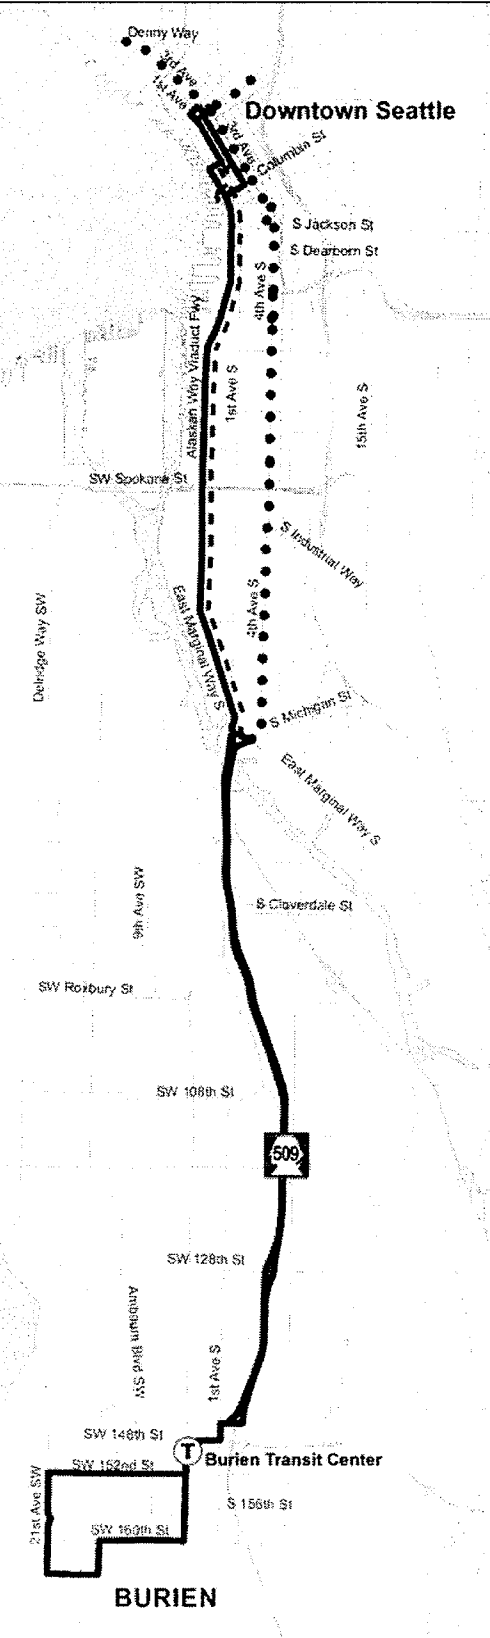 Denny Way
3rd Ave
1st Ave
Downtown Seattle
3rd Ave
Columbia St
S Jackson St
S Dearborn St
4th Ave S
Alaskan Way Viaduct Fwy
1st Ave S
15th Ave S
SW Spokane St
S Industrial Way
4th Ave S
East Marginal Way S
Delridge Way SW
S Michigan St
East Marginal Way S
9th Ave SW
S Cloverdale St
SW Roxbury St
SW 108th St
509
SW 128th St
Ambaum Blvd SW
1st Ave S
SW 148th St
T
Burien Transit Center
SW 152nd St
21st Ave SW
S 156th St
SW 160th St
BURIEN